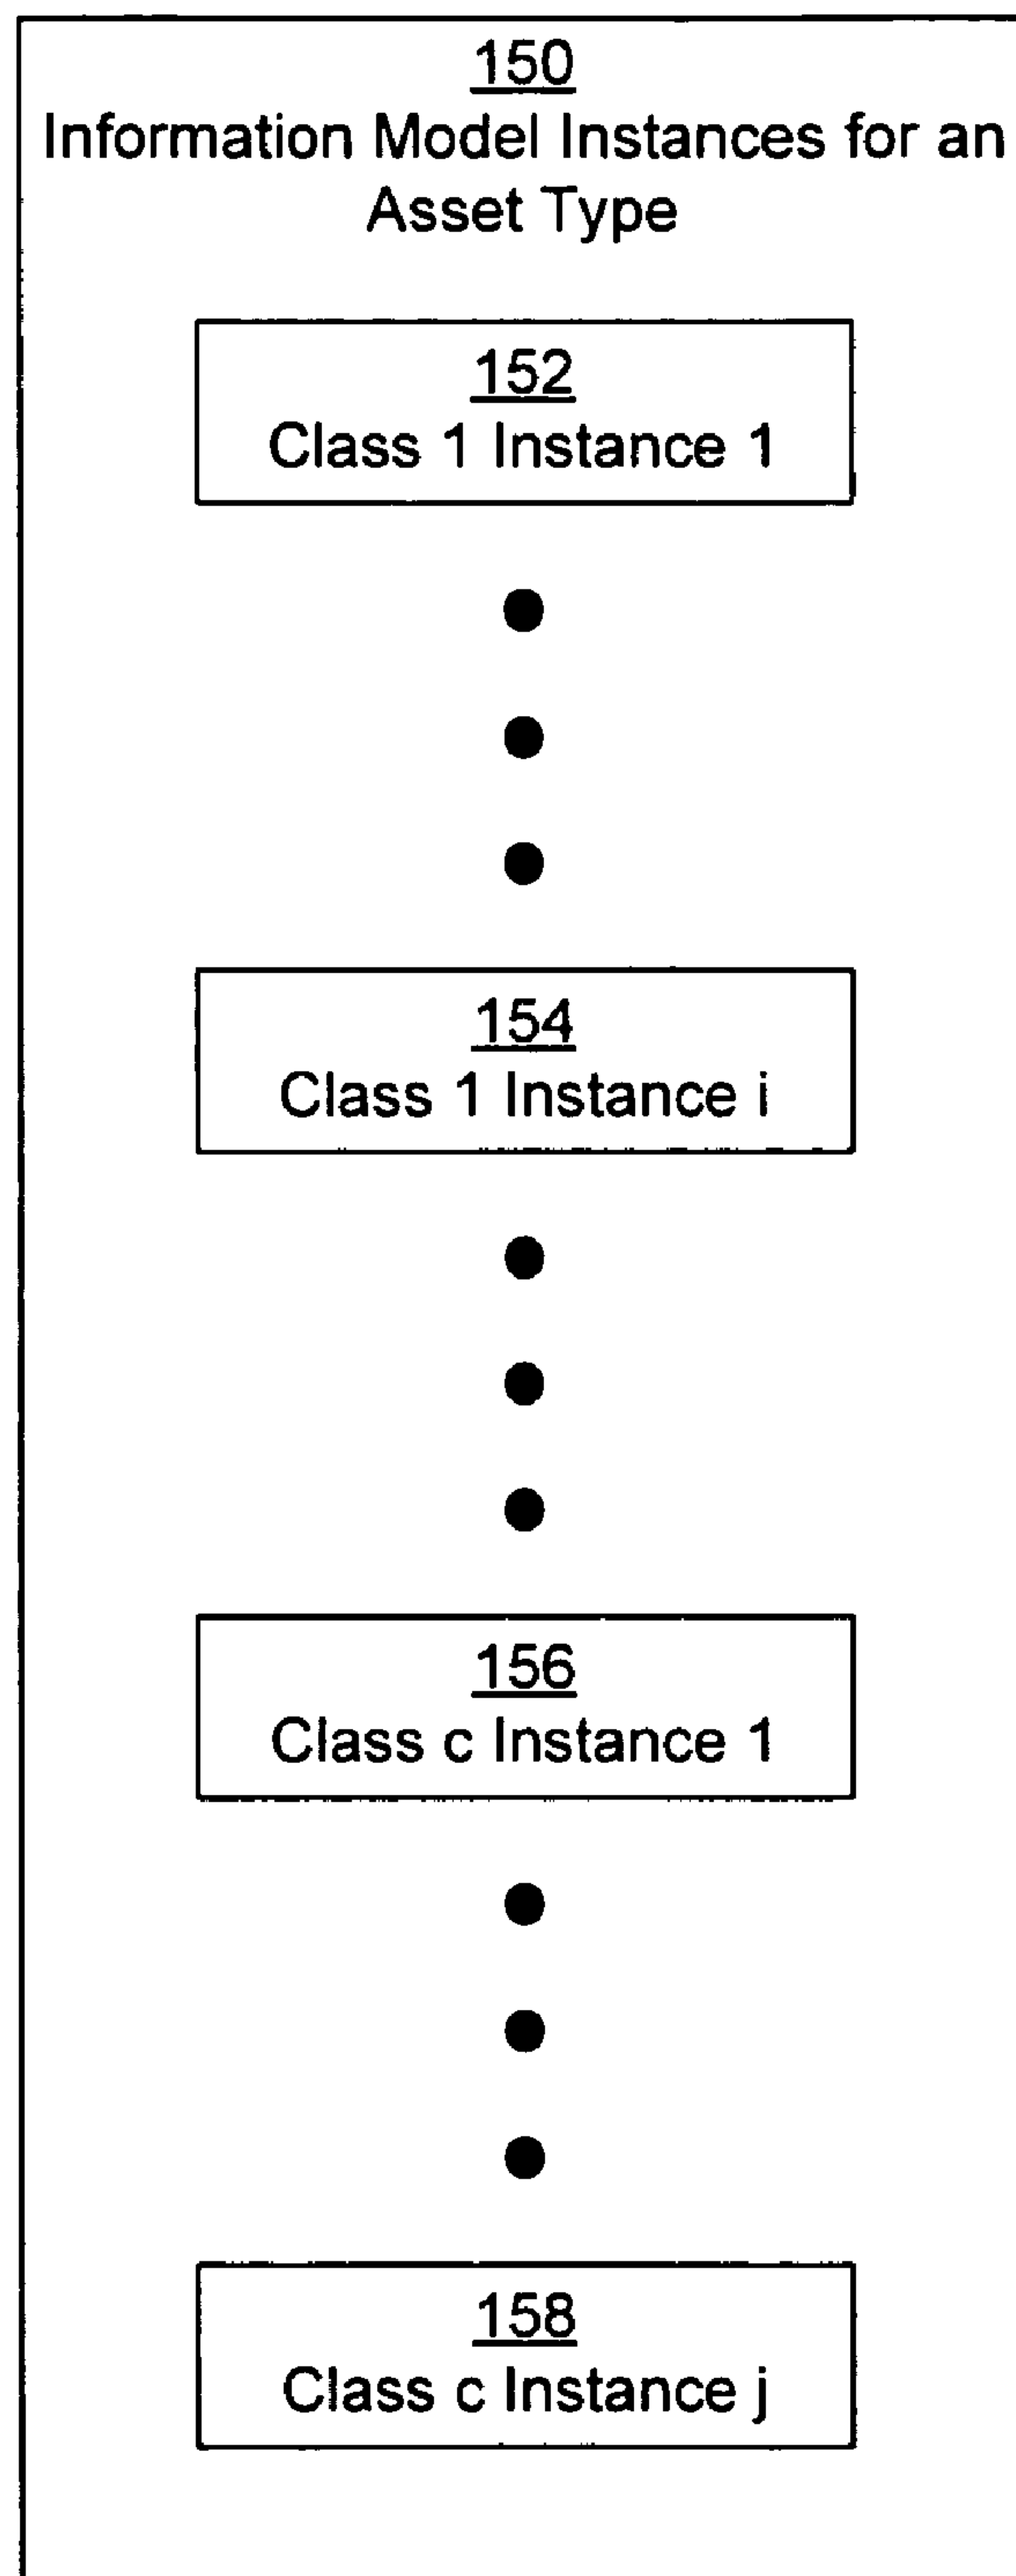 150
Information Model Instances for an
Asset Type
152
Class 1 Instance 1
154
Class 1 Instance i
156
Class c Instance 1
158
Class c Instance j